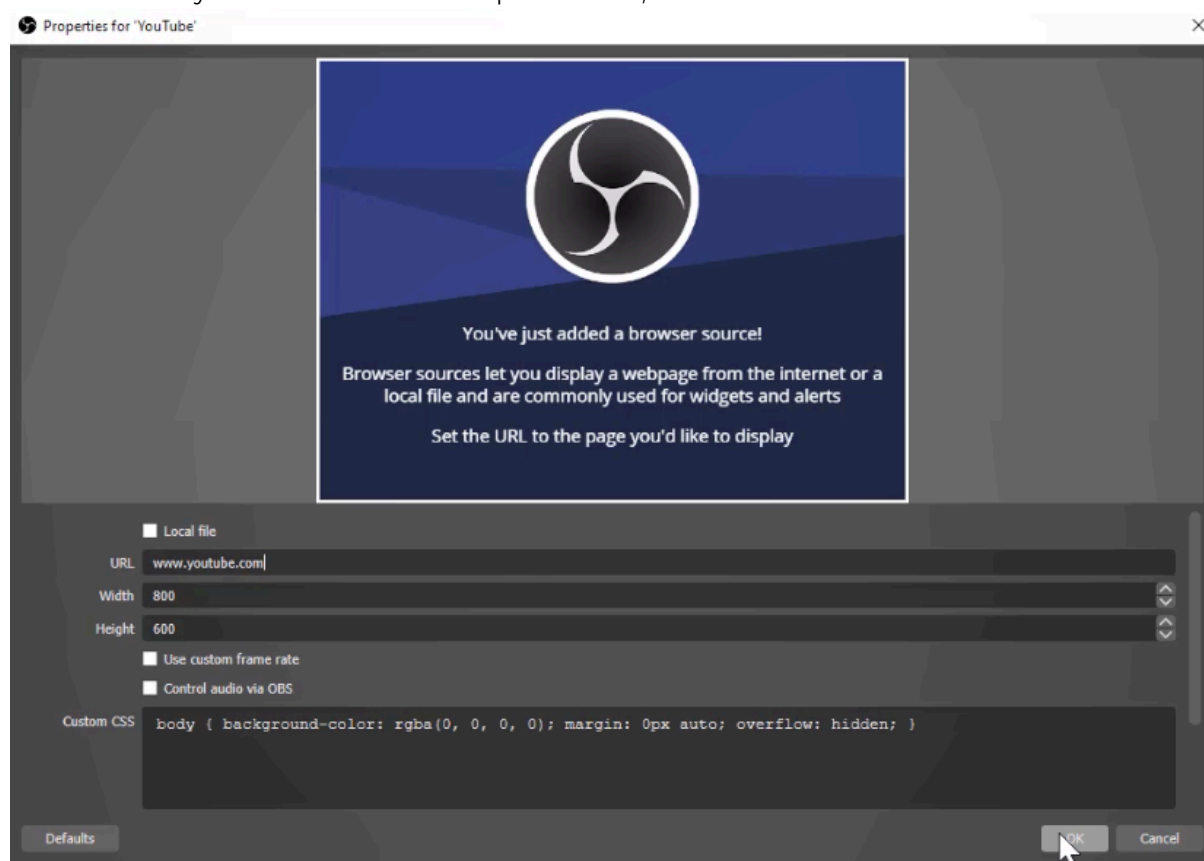 Properties for 'YouTube'
You've just added a browser source!
Browser sources let you display a webpage from the internet or a
local file and are commonly used for widgets and alerts
Set the URL to the page you'd like to display
Local file
URL www.youtube.com
Width 800
Height 600
Use custom frame rate
Control audio via OBS
Custom CSS body { background-color: rgba(0, 0, 0, 0); margin: 0px auto; overflow: hidden; }
Defaults OK Cancel